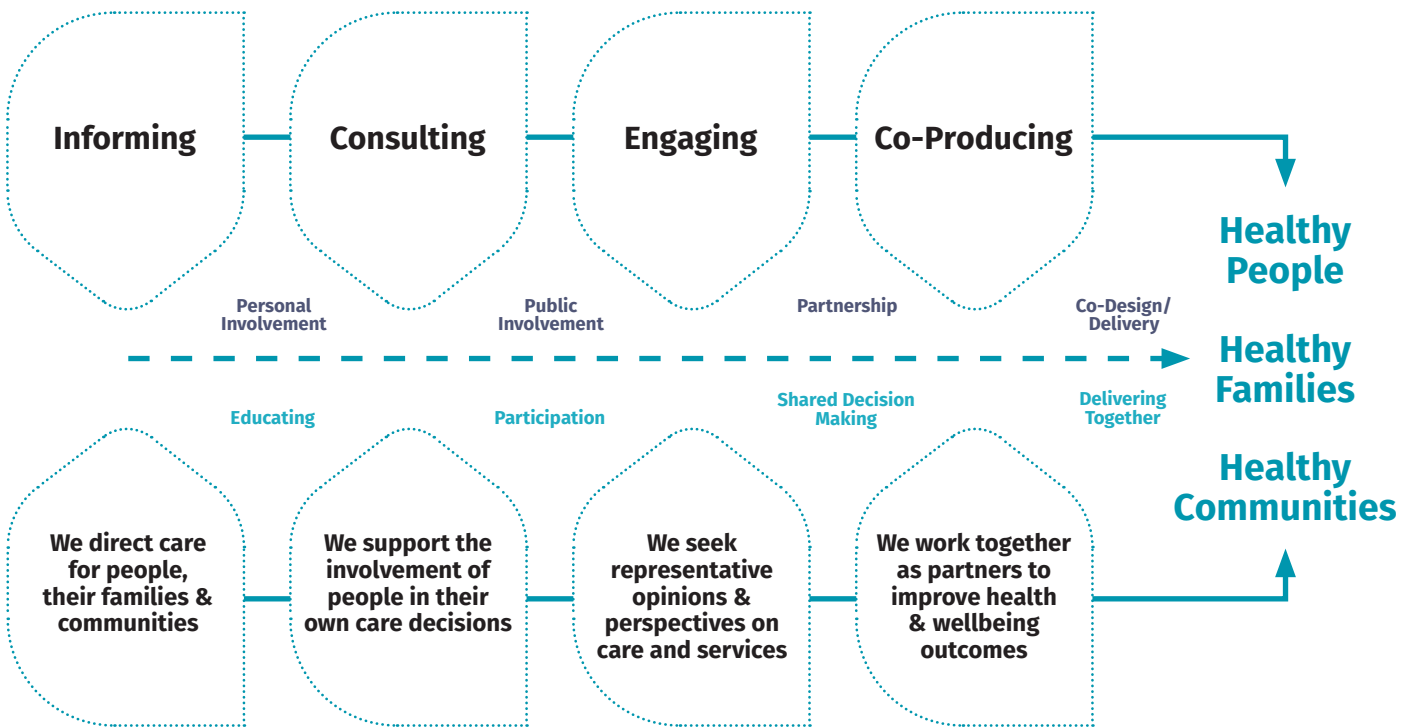 Informing
Consulting
Engaging
Co-Producing
Healthy
People
Personal
Involvement
Public
Involvement
Partnership
Co-Design/
Delivery
Healthy
Families
Educating
Participation
Shared Decision
Making
Delivering
Together
Healthy
Communities
We direct care
for people,
their families &
communities
We support the
involvement of
people in their
own care decisions
We seek
representative
opinions &
perspectives on
care and services
We work together
as partners to
improve health
& wellbeing
outcomes